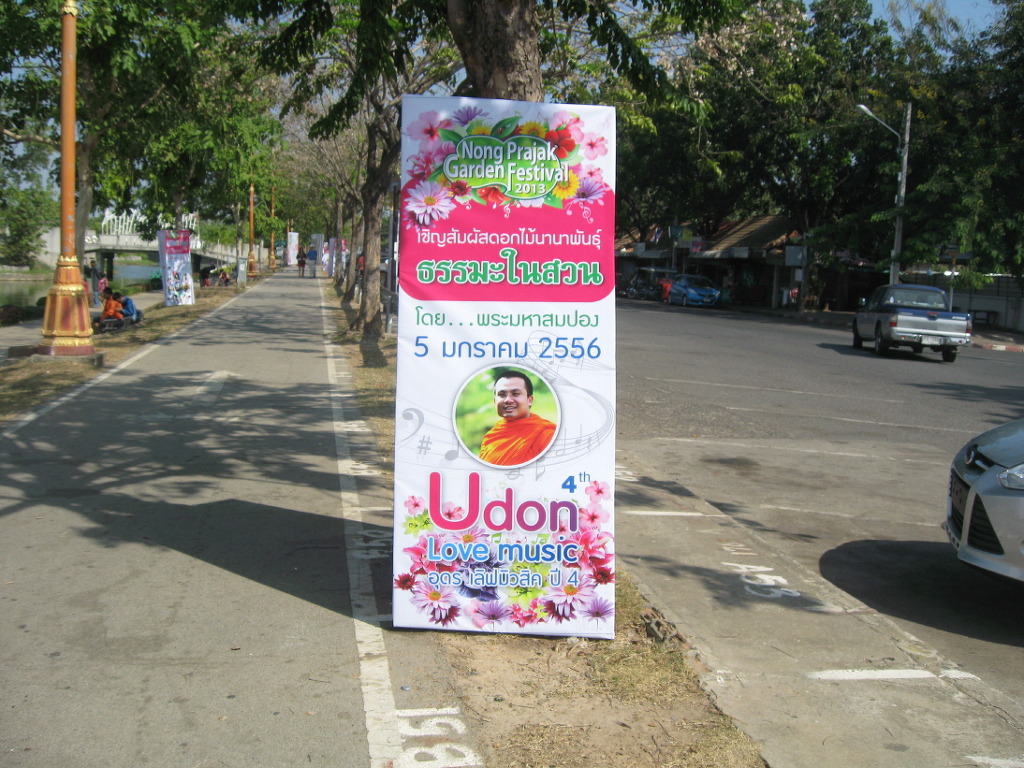 Nong Prajak
Garden Festival
2013
เชิญสัมผัสดอกไม้นานาพันธุ์
ธรรมะในสวน
โดย...พระมหาสมปอง
5 มกราคม 2556
4th
Udon
Love music
อุดร เลิฟมิวสิค ปี 4
B51